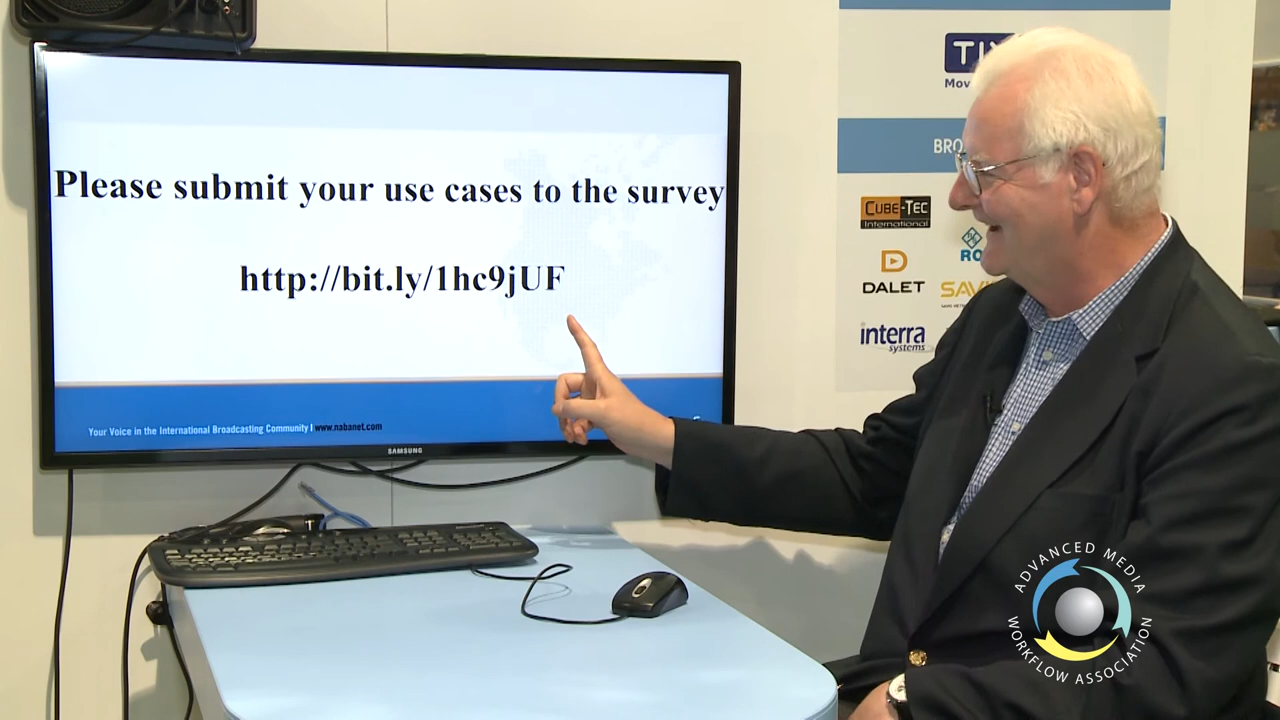 Please submit your use cases to the survey
http://bit.ly/1hc9jUF
Your Voice in the International Broadcasting Community | www.nabanet.com
SAMSUNG
CUBE-TEC
International
DALET
interra
systems
ADVANCED MEDIA
WORKFLOW ASSOCIATION